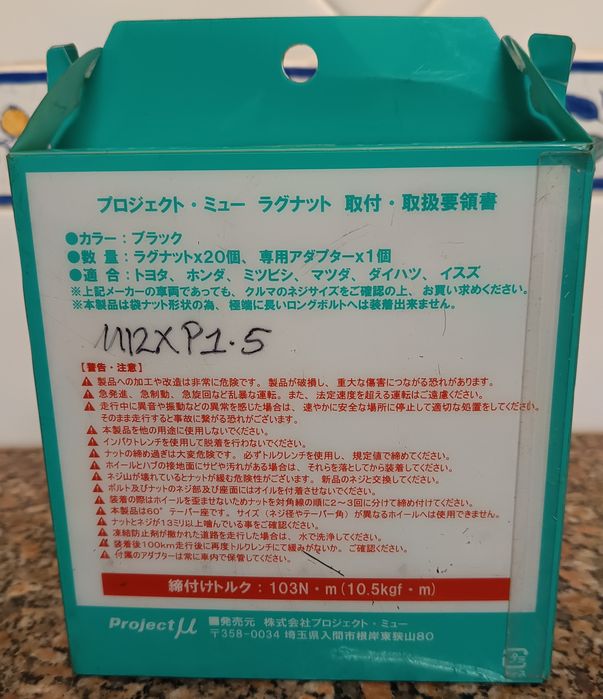 プロジェクト・ミュー ラグナット 取付・取扱要領書
●カラー：ブラック
●数 量：ラグナットx20個、専用アダプターx1個
●適 合：トヨタ、ホンダ、ミツビシ、マツダ、ダイハツ、イスズ
※上記メーカーの車両であっても、クルマのネジサイズをご確認の上、お買い求めください。
※本製品は袋ナット形状の為、極端に長いロングボルトへは装着出来ません。
M12XP1.5
【警告・注意】
製品への加工や改造は非常に危険です。製品が破損し、重大な傷害につながる恐れがあります。
急発進、急制動、急旋回など乱暴な運転。また、法定速度を超える運転はご遠慮ください。
走行中に異音や振動などの異常を感じた場合は、速やかに安全な場所に停止して適切な処置をしてください。
そのまま走行すると事故に繋がる恐れがございます。
本製品を他の用途に使用しないでください。
インパクトレンチを使用して脱着を行わないでください。
ナットの締め過ぎは大変危険です。必ずトルクレンチを使用し、規定値で締めてください。
ホイールとハブの接地面にサビや汚れがある場合は、それらを落としてから装着してください。
ネジ山が壊れているとナットが緩む危険性がございます。新品のネジと交換してください。
ボルト及びナットのネジ部及び座面にはオイルを付着させないでください。
装着の際はホイールを歪ませないためナットを対角線の順に2〜3回に分けて締め付けてください。
本製品は60°テーパー座です。サイズ（ネジ径やテーパー角）が異なるホイールへは使用できません。
ナットとネジが13ミリ以上噛んでいる事をご確認ください。
凍結防止剤が撒かれた道路を走行した場合は、水で洗浄してください。
装着後100km走行後に再度トルクレンチにて緩みがないか、ご確認ください。
付属のアダプターは常に車内で保管してください。
締付けトルク：103N・m(10.5kgf・m)
Project μ ■発売元 株式会社プロジェクト・ミュー
〒358-0034 埼玉県入間市根岸東狭山80